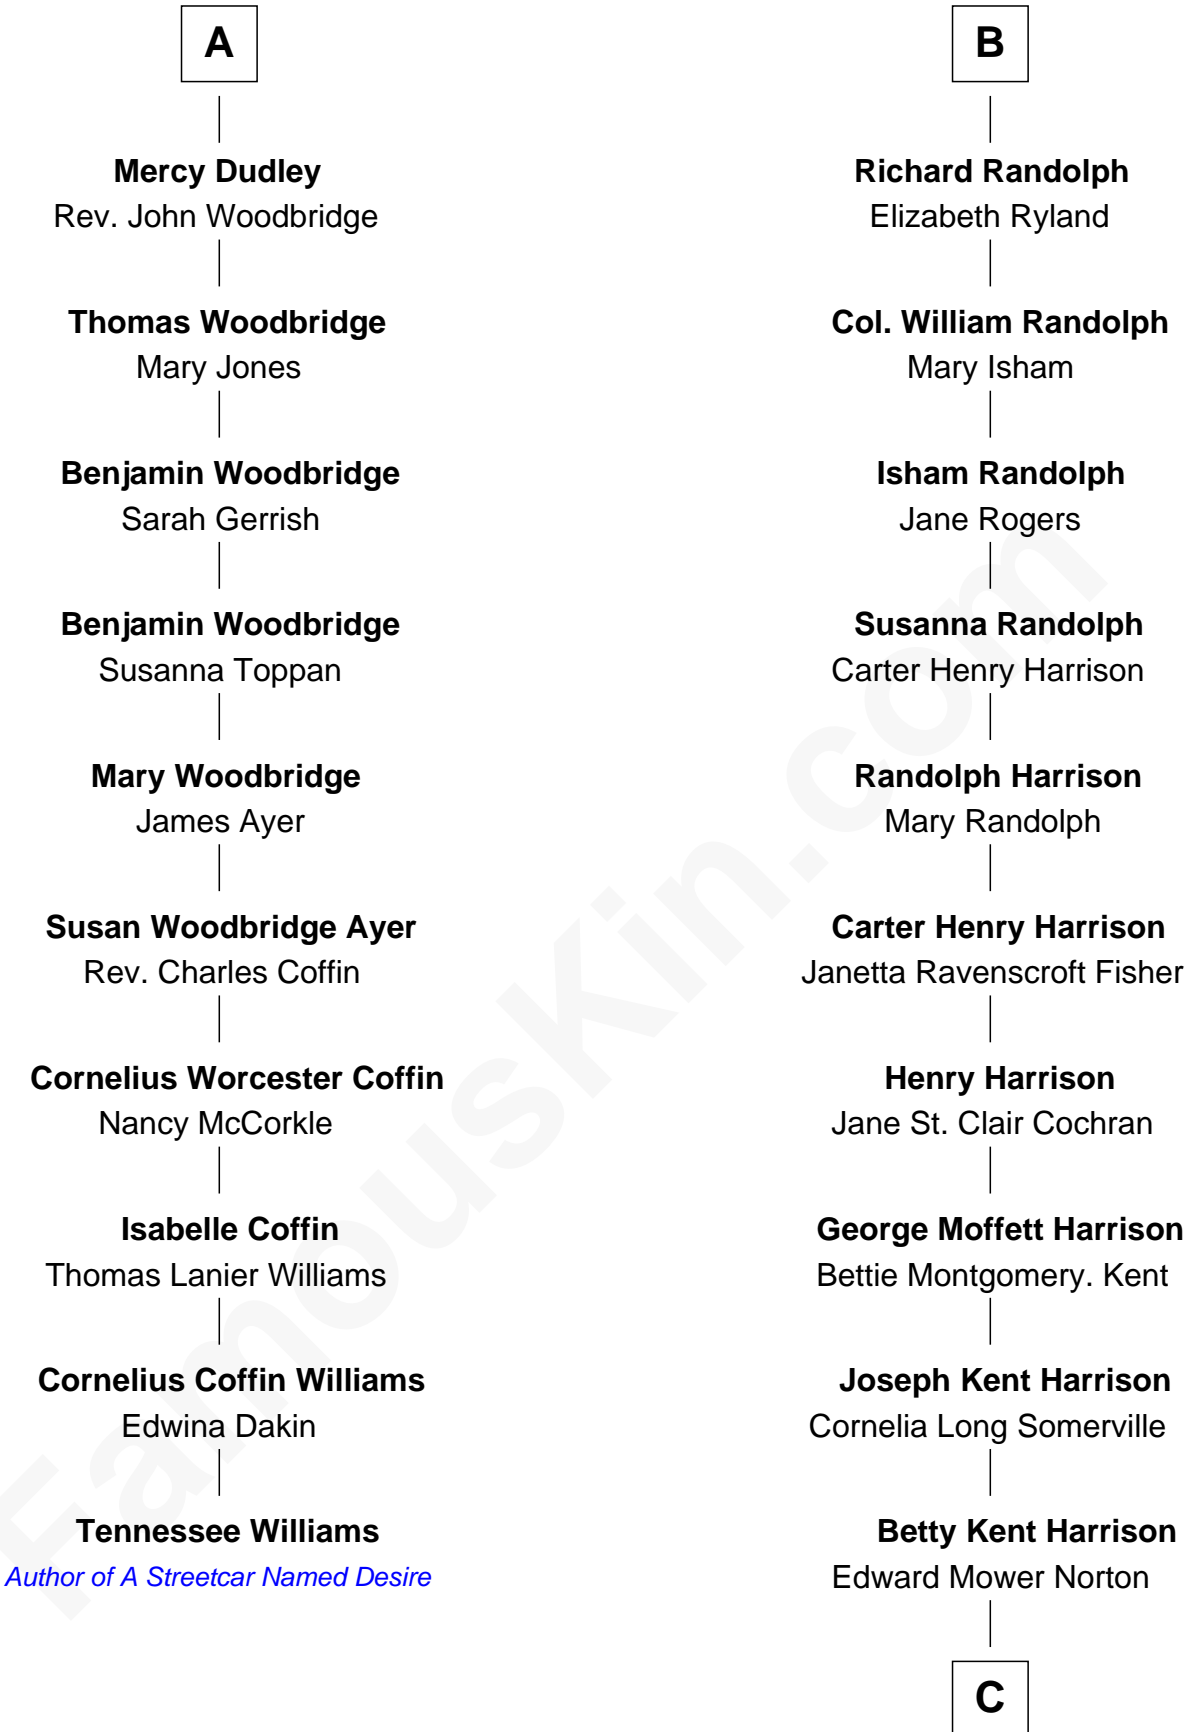 A
Mercy Dudley
Rev. John Woodbridge
Thomas Woodbridge
Mary Jones
Benjamin Woodbridge
Sarah Gerrish
Benjamin Woodbridge
Susanna Toppan
Mary Woodbridge
James Ayer
Susan Woodbridge Ayer
Rev. Charles Coffin
Cornelius Worcester Coffin
Nancy McCorkle
Isabelle Coffin
Thomas Lanier Williams
Cornelius Coffin Williams
Edwina Dakin
Tennessee Williams
Author of A Streetcar Named Desire
B
Richard Randolph
Elizabeth Ryland
Col. William Randolph
Mary Isham
Isham Randolph
Jane Rogers
Susanna Randolph
Carter Henry Harrison
Randolph Harrison
Mary Randolph
Carter Henry Harrison
Janetta Ravenscroft Fisher
Henry Harrison
Jane St. Clair Cochran
George Moffett Harrison
Bettie Montgomery. Kent
Joseph Kent Harrison
Cornelia Long Somerville
Betty Kent Harrison
Edward Mower Norton
C
FamousKin.com